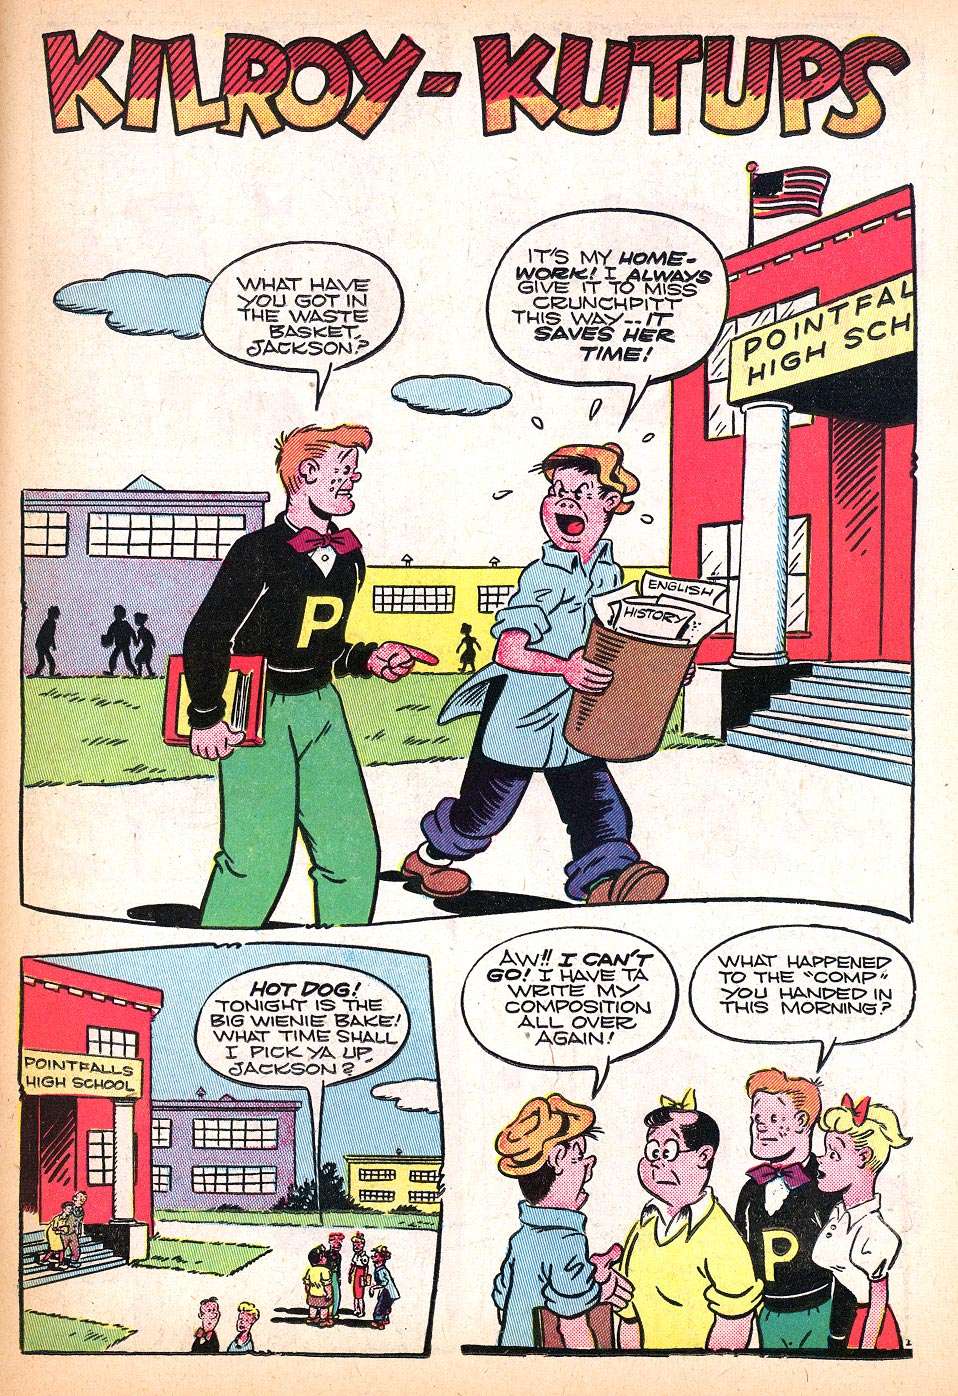 KILROY-KUTUPS
WHAT HAVE
YOU GOT IN
THE WASTE
BASKET,
JACKSON?
IT'S MY HOME-
WORK! I ALWAYS
GIVE IT TO MISS
CRUNCHPITT
THIS WAY--IT
SAVES HER
TIME!
POINTFAL
HIGH SCH
P
ENGLISH
HISTORY
HOT DOG!
TONIGHT IS THE
BIG WIENIE BAKE!
WHAT TIME SHALL
I PICK YA UP,
JACKSON?
POINTFALLS
HIGH SCHOOL
AW!! I CAN'T
GO! I HAVE TA
WRITE MY
COMPOSITION
ALL OVER
AGAIN!
WHAT HAPPENED
TO THE "COMP"
YOU HANDED IN
THIS MORNING?
P